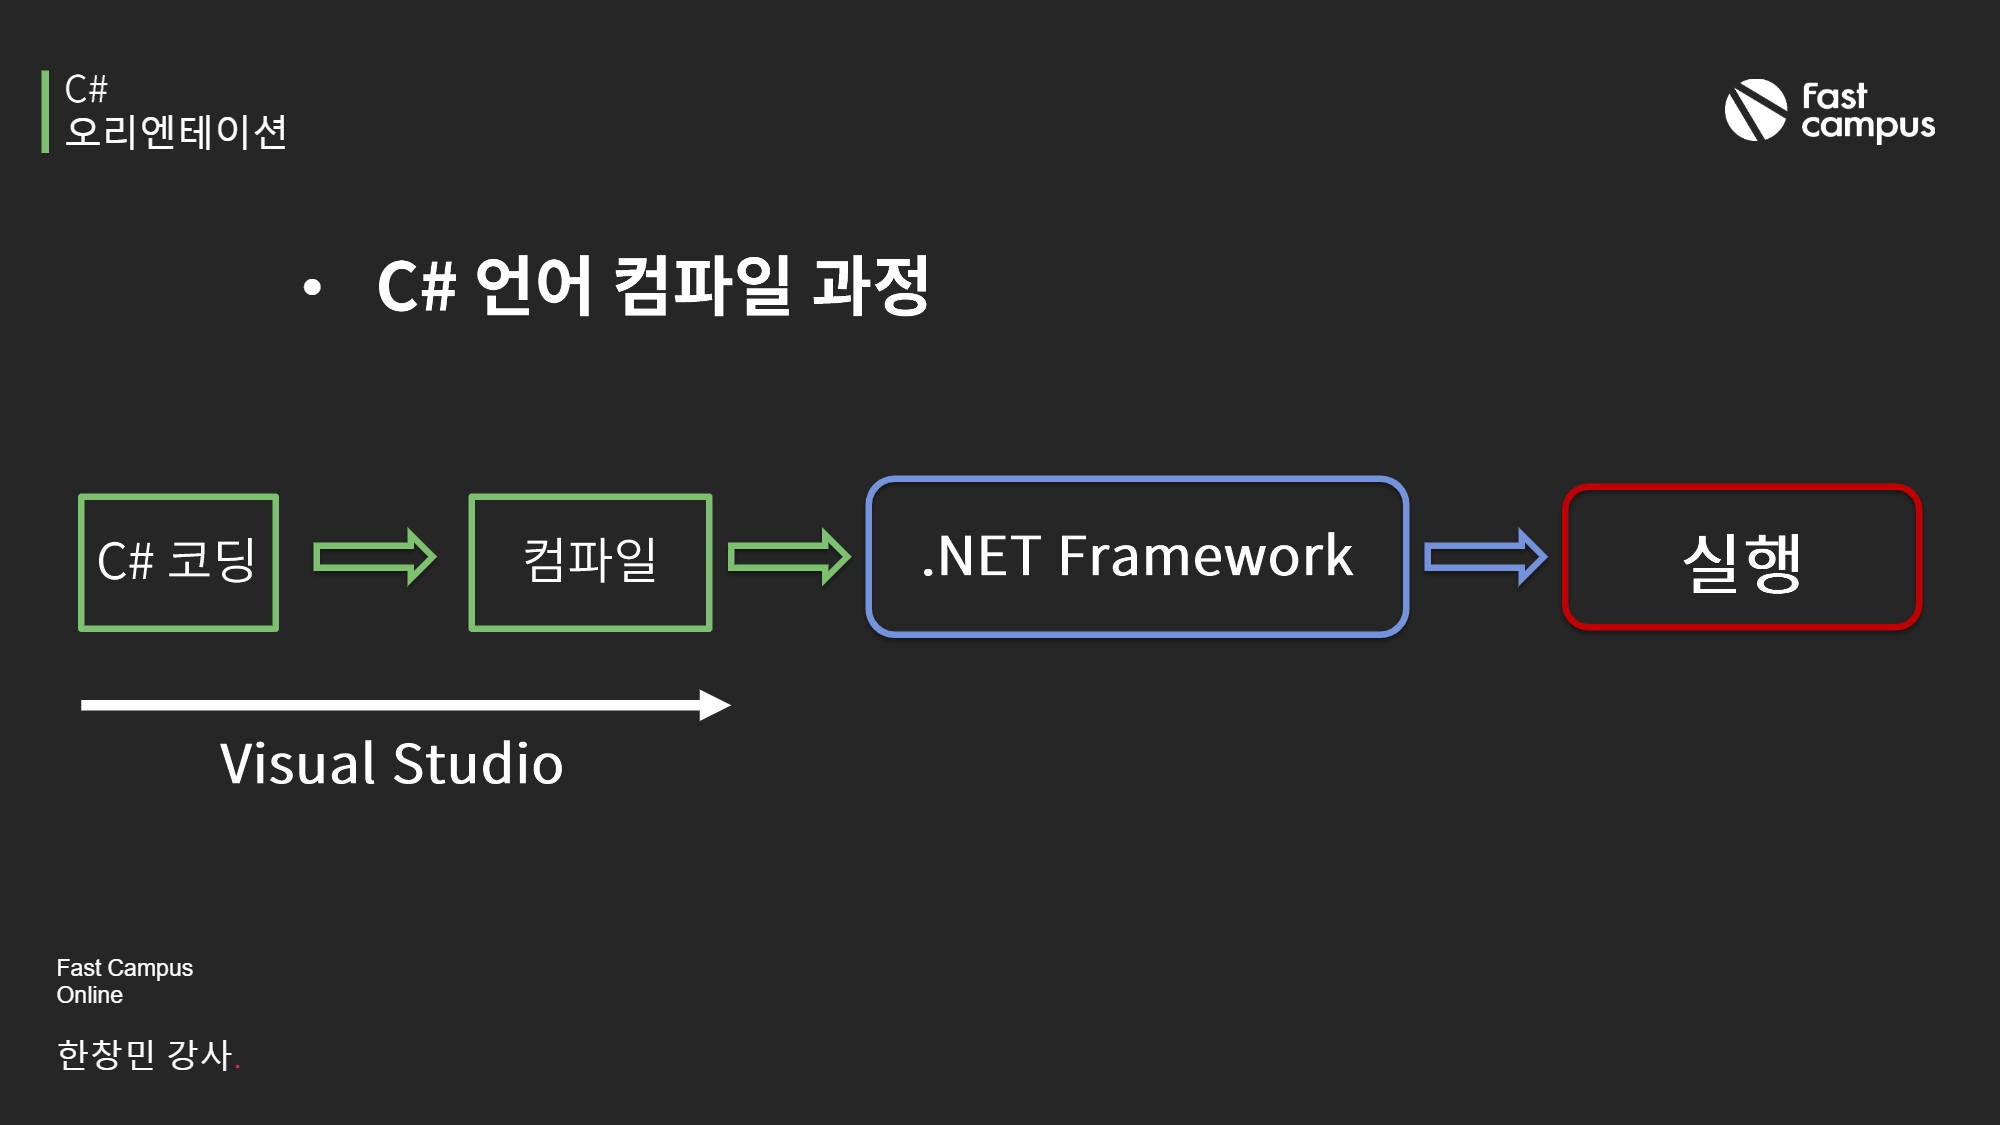 C#
오리엔테이션
Fast
campus
• C# 언어 컴파일 과정
C# 코딩
컴파일
.NET Framework
실행
Visual Studio
Fast Campus
Online
한창민 강사.